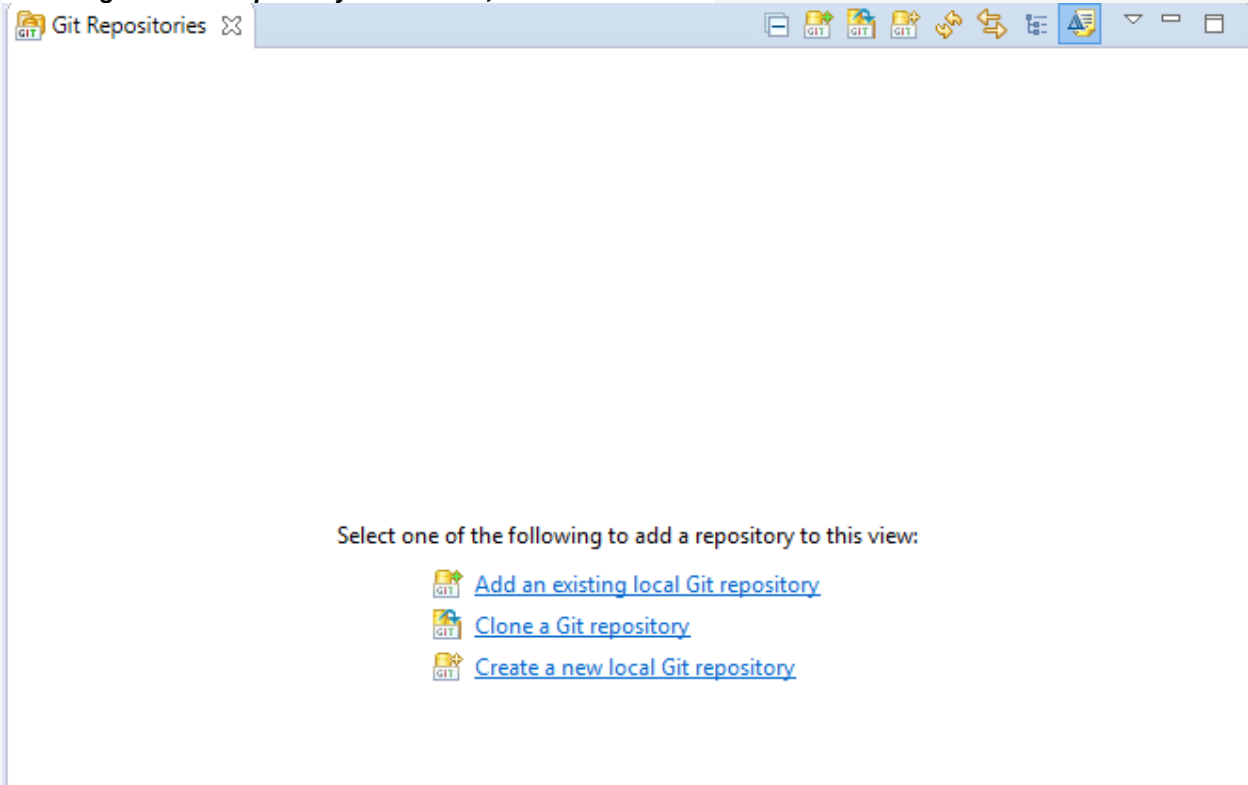 Git Repositories
Select one of the following to add a repository to this view:
Add an existing local Git repository
Clone a Git repository
Create a new local Git repository